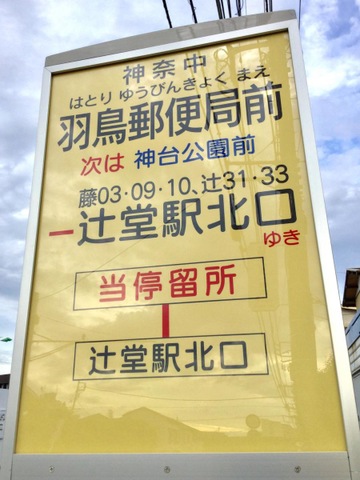 神奈中
はとり ゆうびんきょく まえ
羽鳥郵便局前
次は 神台公園前
藤03・09・10、辻31・33
辻堂駅北口
ゆき
当停留所
辻堂駅北口